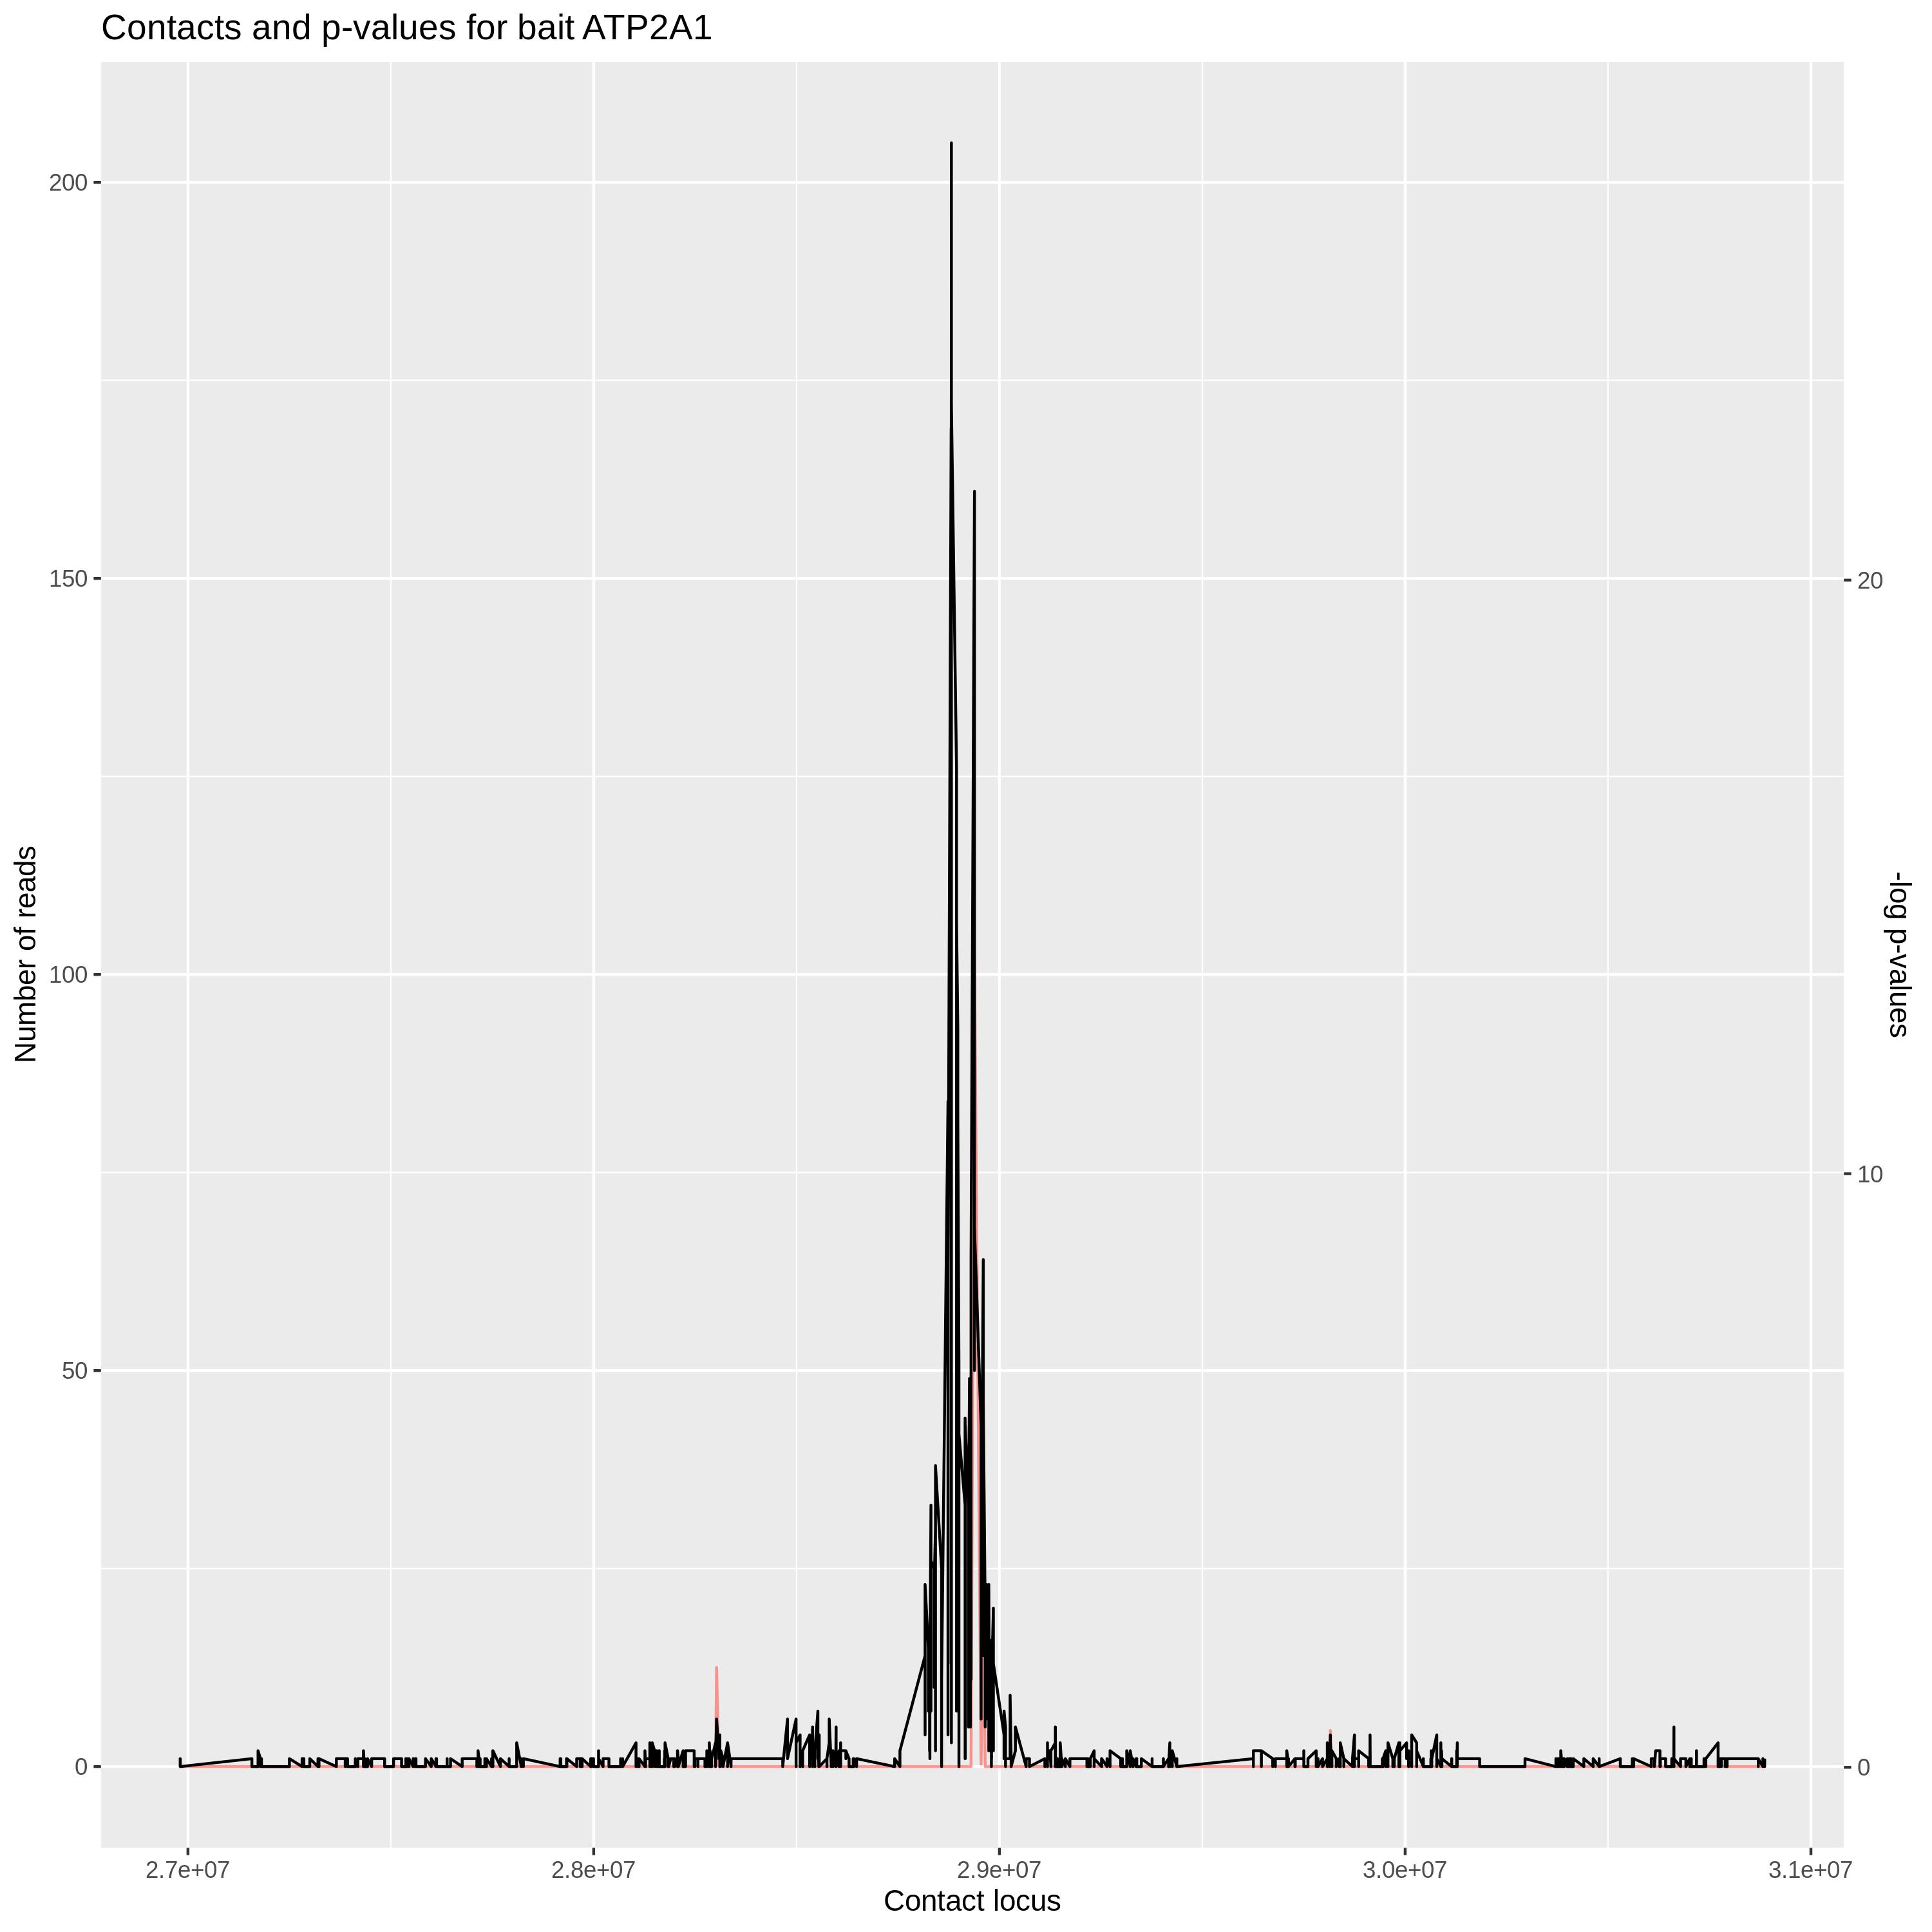 Contacts and p-values for bait ATP2A1
200
150
100
50
0
Number of reads
20
10
0
-log p-values
2.7e+07
2.8e+07
2.9e+07
3.0e+07
3.1e+07
Contact locus